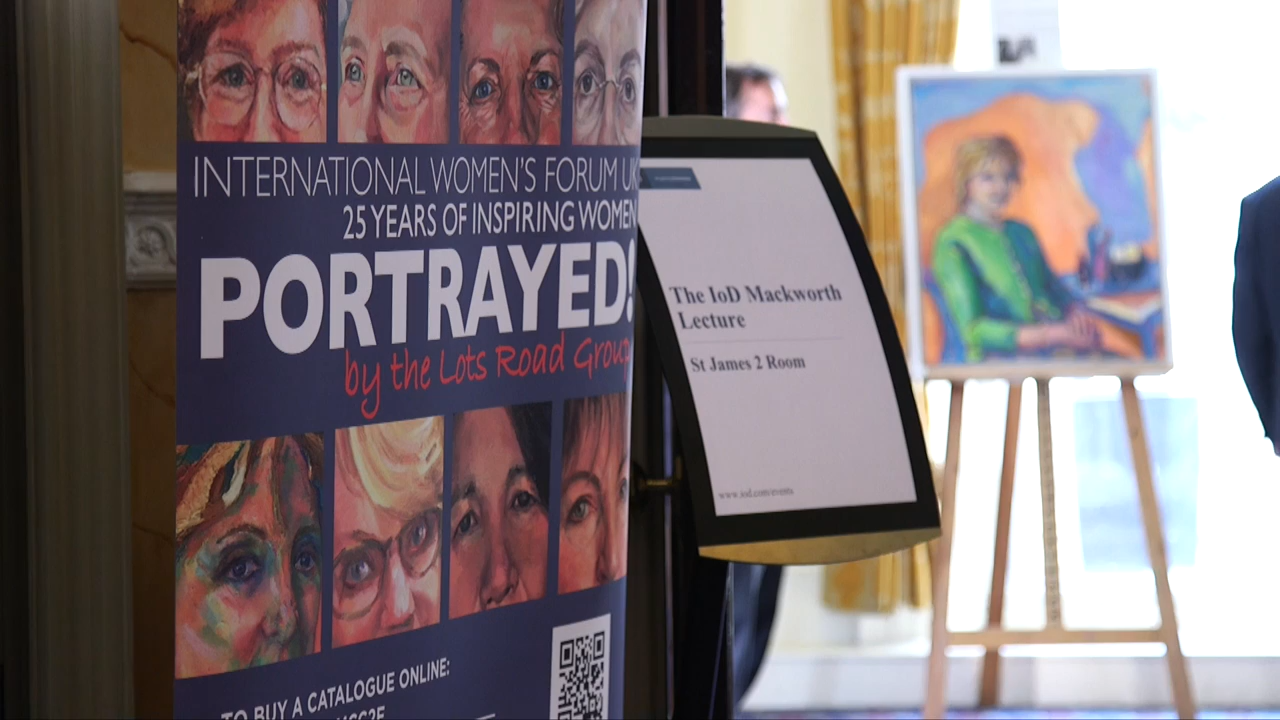 INTERNATIONAL WOMEN'S FORUM UK
25 YEARS OF INSPIRING WOMEN
PORTRAYED!
by the Lots Road Group
TO BUY A CATALOGUE ONLINE:
The IoD Mackworth
Lecture
St James 2 Room
www.iod.com/events